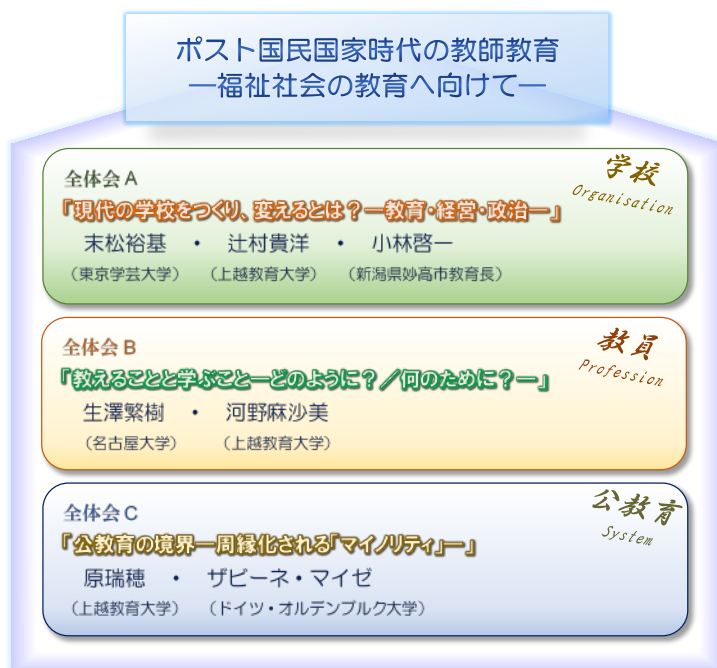 ポスト国民国家時代の教師教育
―福祉社会の教育へ向けて―
全体会A
学校
Organisation
「現代の学校をつくり、変えるとは?―教育・経営・政治―」
末松裕基 ・ 辻村貴洋 ・ 小林啓一
(東京学芸大学) (上越教育大学) (新潟県妙高市教育長)
全体会B
教員
Profession
「教えることと学ぶこと―どのように?/何のために?―」
生澤繁樹 ・ 河野麻沙美
(名古屋大学) (上越教育大学)
全体会C
公教育
System
「公教育の境界―周縁化される「マイノリティ」―」
原瑞穂 ・ ザビーネ・マイゼ
(上越教育大学) (ドイツ・オルデンブルク大学)